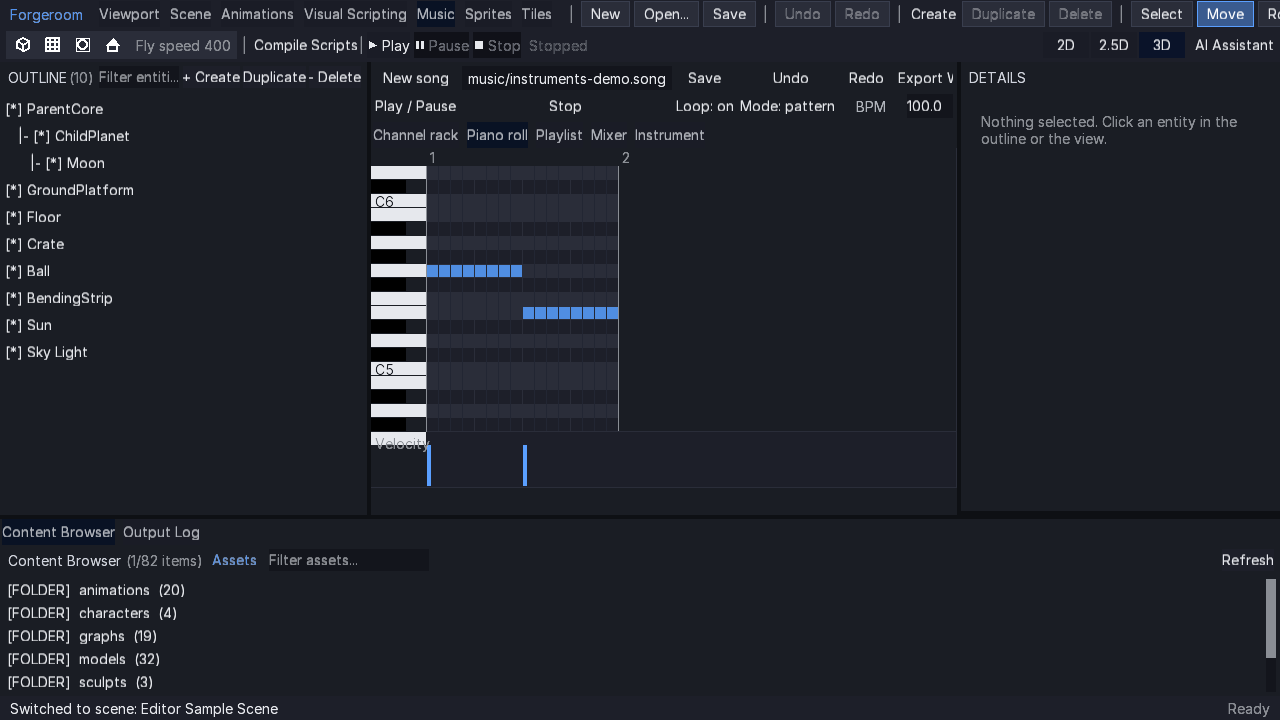 Forgeroom Viewport Scene Animations Visual Scripting Music Sprites Tiles | New Open... Save | Undo Redo | Create Duplicate Delete | Select Move
Fly speed 400 | Compile Scripts | Play Pause Stop Stopped 2D 2.5D 3D AI Assistant
OUTLINE (10) Filter entiti... + Create Duplicate - Delete
[*] ParentCore
|- [*] ChildPlanet
|- [*] Moon
[*] GroundPlatform
[*] Floor
[*] Crate
[*] Ball
[*] BendingStrip
[*] Sun
[*] Sky Light
New song music/instruments-demo.song Save Undo Redo Export
Play / Pause Stop Loop: on Mode: pattern BPM 100.0
Channel rack Piano roll Playlist Mixer Instrument
1 2
C6
C5
Velocity
DETAILS
Nothing selected. Click an entity in the
outline or the view.
Content Browser Output Log
Content Browser (1/82 items) Assets Filter assets... Refresh
[FOLDER] animations (20)
[FOLDER] characters (4)
[FOLDER] graphs (19)
[FOLDER] models (32)
[FOLDER] sculpts (3)
Switched to scene: Editor Sample Scene Ready